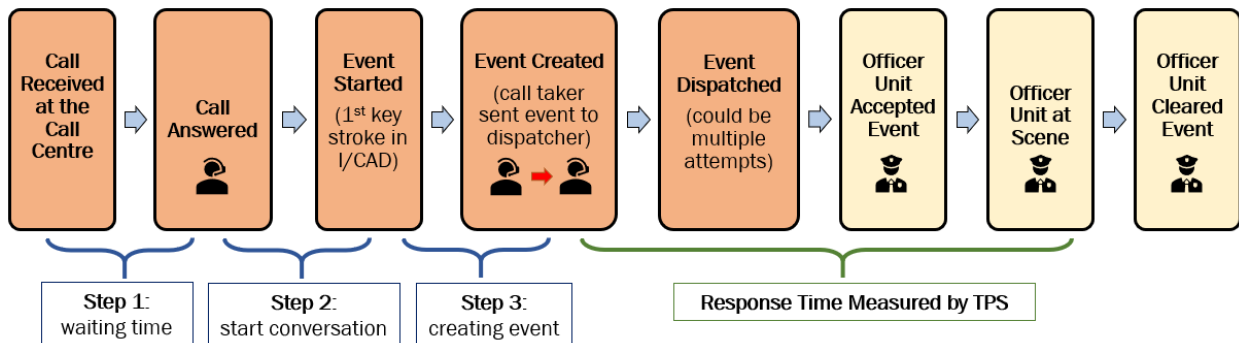 Call
Received
at the
Call
Centre
Call
Answered
Event
Started
(1st key
stroke in
I/CAD)
Event Created
(call taker
sent event to
dispatcher)
Event
Dispatched
(could be
multiple
attempts)
Officer
Unit
Accepted
Event
Officer
Unit at
Scene
Officer
Unit
Cleared
Event
Step 1:
waiting time
Step 2:
start conversation
Step 3:
creating event
Response Time Measured by TPS